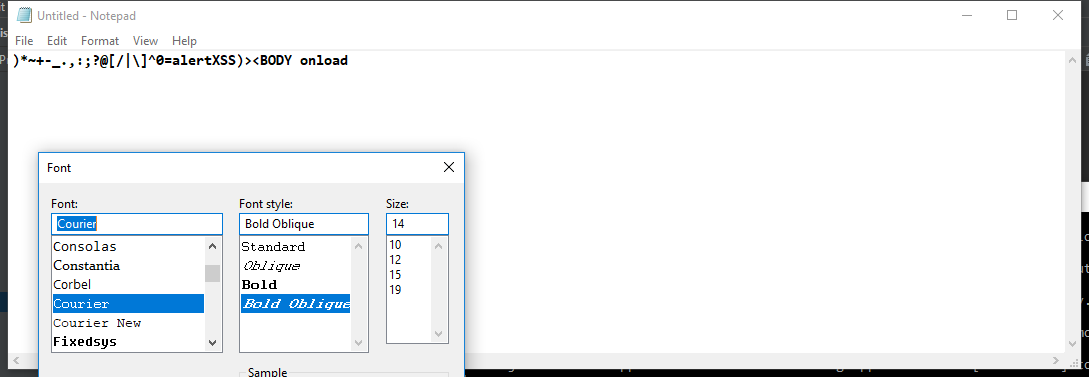 Untitled - Notepad
File Edit Format View Help
)*~+-_.,:;?@[/|\]^0=alertXSS)><BODY onload
Font
Font: Font style: Size:
Courier Bold Oblique 14
Consolas Standard 10
Constantia Oblique 12
Corbel Bold 15
Courier Bold Oblique 19
Courier New
Fixedsys
Sample